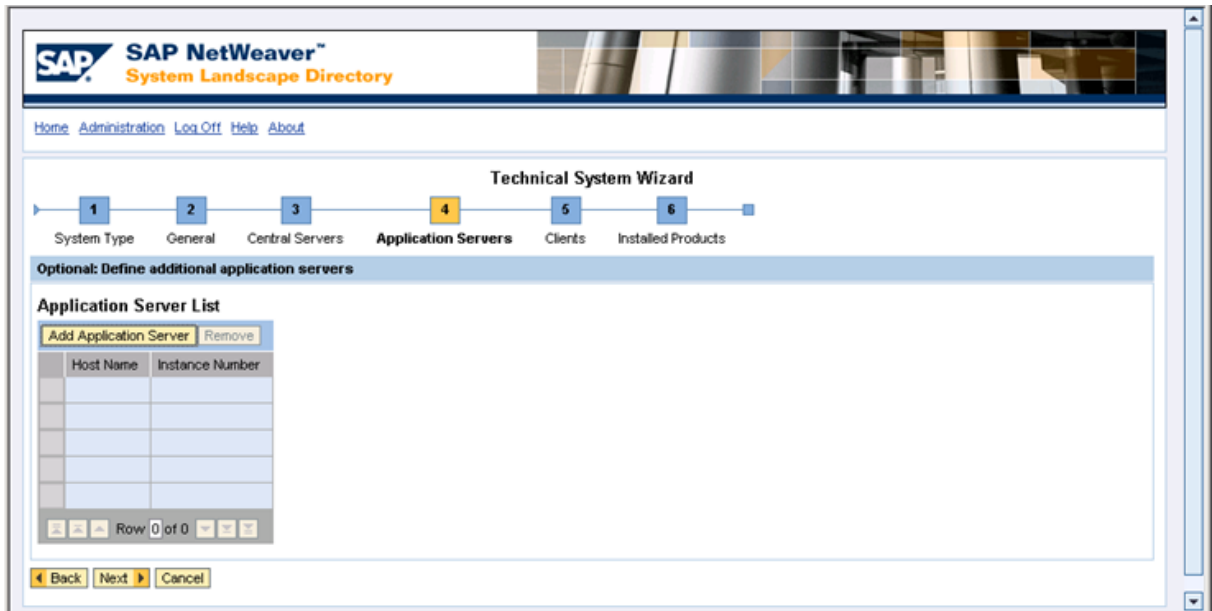 SAP SAP NetWeaver™
System Landscape Directory
Home Administration Log Off Help About
Technical System Wizard
1 2 3 4 5 6
System Type General Central Servers Application Servers Clients Installed Products
Optional: Define additional application servers
Application Server List
Add Application Server Remove
Host Name Instance Number
Row 0 of 0
Back Next Cancel